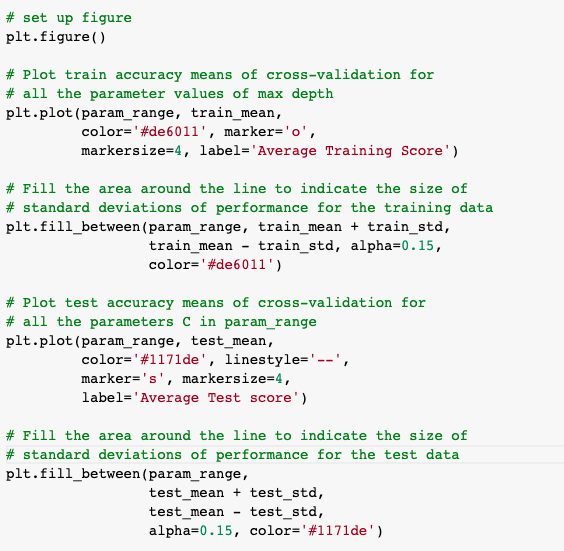 # set up figure
plt.figure()
# Plot train accuracy means of cross-validation for
# all the parameter values of max depth
plt.plot(param_range, train_mean,
         color='#de6011', marker='o',
         markersize=4, label='Average Training Score')
# Fill the area around the line to indicate the size of
# standard deviations of performance for the training data
plt.fill_between(param_range, train_mean + train_std,
                 train_mean - train_std, alpha=0.15,
                 color='#de6011')
# Plot test accuracy means of cross-validation for
# all the parameters C in param_range
plt.plot(param_range, test_mean,
         color='#1171de', linestyle='--',
         marker='s', markersize=4,
         label='Average Test score')
# Fill the area around the line to indicate the size of
# standard deviations of performance for the test data
plt.fill_between(param_range,
                 test_mean + test_std,
                 test_mean - test_std,
                 alpha=0.15, color='#1171de')